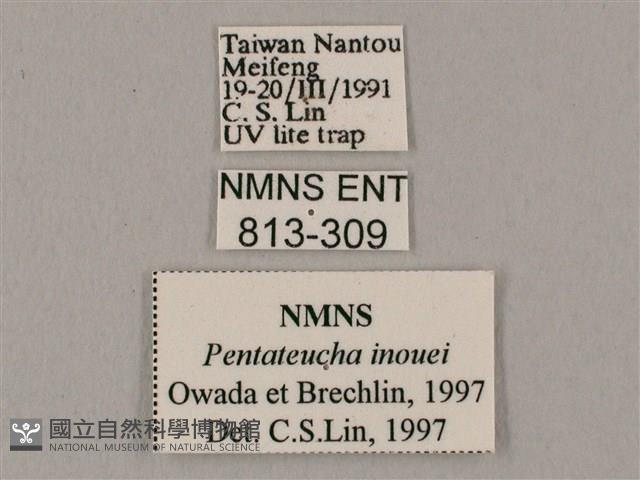 Taiwan Nantou
Meifeng
19-20/III/1991
C. S. Lin
UV lite trap
NMNS ENT
813-309
NMNS
Pentateucha inouei
Owada et Brechlin, 1997
Det. C.S.Lin, 1997
國立自然科學博物館
NATIONAL MUSEUM OF NATURAL SCIENCE